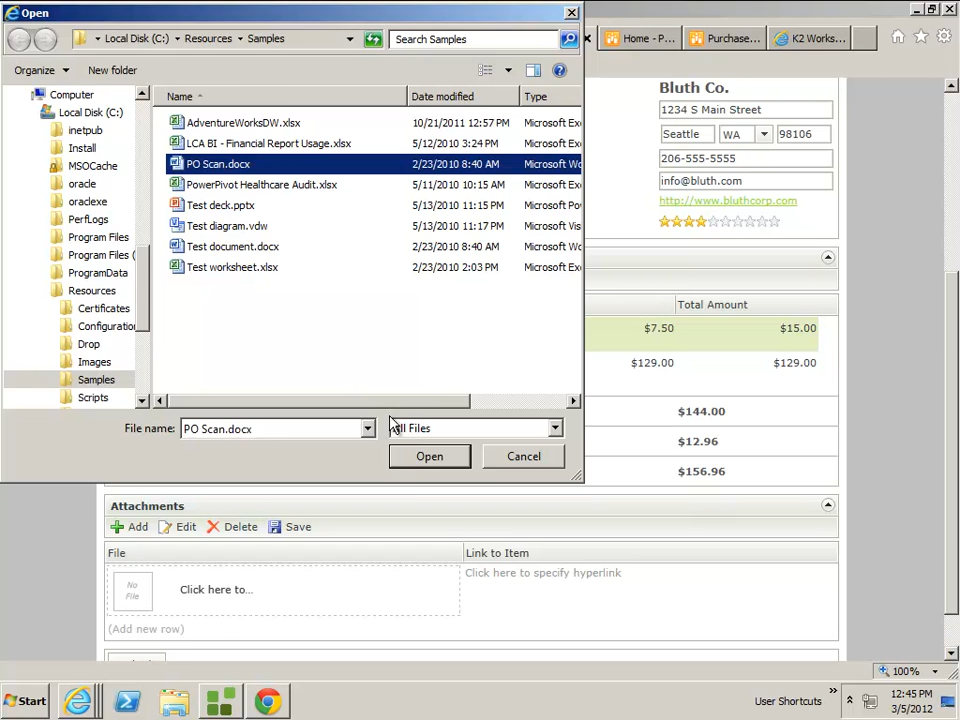 Open
Local Disk (C:) Resources Samples
Search Samples
Organize
New folder
Computer
Local Disk (C:)
inetpub
Install
MSOCache
oracle
oraclexe
PerfLogs
Program Files
Program Files (
ProgramData
Resources
Certificates
Configuratio
Drop
Images
Samples
Scripts
Name Date modified Type
AdventureWorksDW.xlsx 10/21/2011 12:57 PM Microsoft Ex
LCA BI - Financial Report Usage.xlsx 5/12/2010 3:24 PM Microsoft Ex
PO Scan.docx 2/23/2010 8:40 AM Microsoft Wo
PowerPivot Healthcare Audit.xlsx 5/11/2010 10:15 AM Microsoft Ex
Test deck.pptx 5/13/2010 11:15 PM Microsoft Po
Test diagram.vdw 5/13/2010 11:17 PM Microsoft Vis
Test document.docx 2/23/2010 8:40 AM Microsoft Wo
Test worksheet.xlsx 2/23/2010 2:03 PM Microsoft Ex
File name: PO Scan.docx All Files
Open Cancel
Home - P...
Purchase...
K2 Works...
Bluth Co.
1234 S Main Street
Seattle WA 98106
206-555-5555
info@bluth.com
http://www.bluthcorp.com
Total Amount
$7.50 $15.00
$129.00 $129.00
$144.00
$12.96
$156.96
Attachments
Add Edit Delete Save
File Link to Item
No File
Click here to...
Click here to specify hyperlink
(Add new row)
100%
Start
User Shortcuts
12:45 PM
3/5/2012